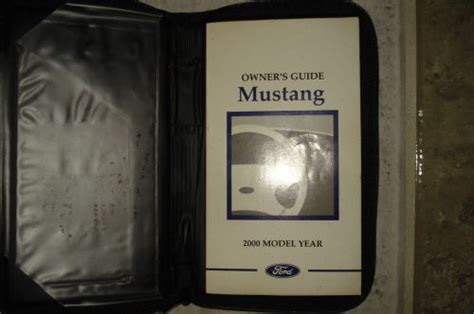 OWNER'S GUIDE
Mustang
2000 MODEL YEAR
Ford